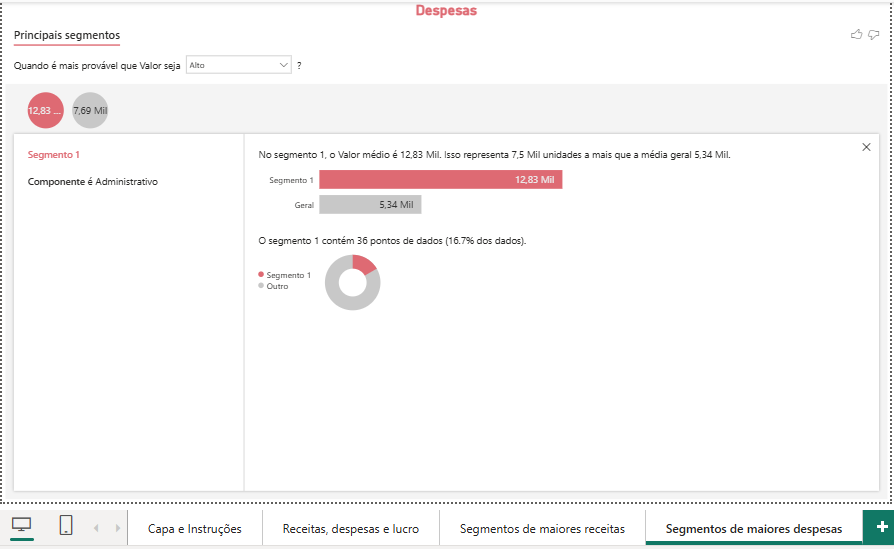 Despesas
Principais segmentos
Quando é mais provável que Valor seja Alto ?
12,83 ... 7,69 Mil
Segmento 1
Componente é Administrativo
No segmento 1, o Valor médio é 12,83 Mil. Isso representa 7,5 Mil unidades a mais que a média geral 5,34 Mil.
Segmento 1 12,83 Mil
Geral 5,34 Mil
O segmento 1 contém 36 pontos de dados (16.7% dos dados).
Segmento 1
Outro
Capa e Instruções Receitas, despesas e lucro Segmentos de maiores receitas Segmentos de maiores despesas